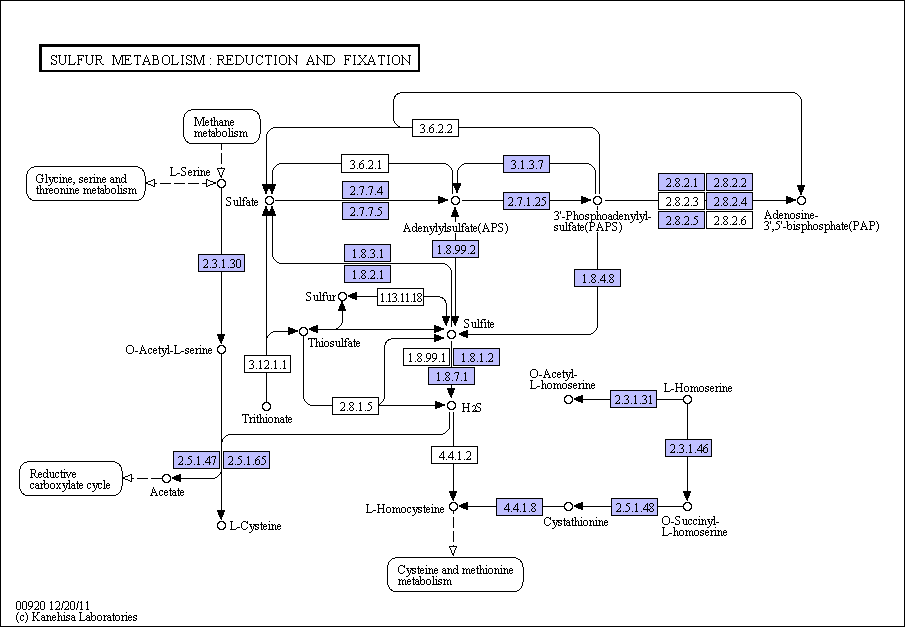 SULFUR METABOLISM : REDUCTION AND FIXATION
Methane
metabolism
3.6.2.2
Glycine, serine and
threonine metabolism
L-Serine
3.6.2.1
3.1.3.7
Sulfate
2.7.7.4
2.7.7.5
Adenylylsulfate(APS)
2.7.1.25
3'-Phosphoadenylyl-
sulfate(PAPS)
2.8.2.1
2.8.2.2
2.8.2.3
2.8.2.4
2.8.2.5
2.8.2.6
Adenosine-
3',5'-bisphosphate(PAP)
2.3.1.30
1.8.3.1
1.8.2.1
1.8.99.2
1.8.4.8
Sulfur
1.13.11.18
Thiosulfate
Sulfite
O-Acetyl-L-serine
3.12.1.1
1.8.99.1
1.8.1.2
1.8.7.1
Trithionate
2.8.1.5
H2S
O-Acetyl-
L-homoserine
2.3.1.31
L-Homoserine
2.3.1.46
2.5.1.47
2.5.1.65
4.4.1.2
Reductive
carboxylate cycle
Acetate
L-Cysteine
L-Homocysteine
4.4.1.8
Cystathionine
2.5.1.48
O-Succinyl-
L-homoserine
Cysteine and methionine
metabolism
00920 12/20/11
(c) Kanehisa Laboratories